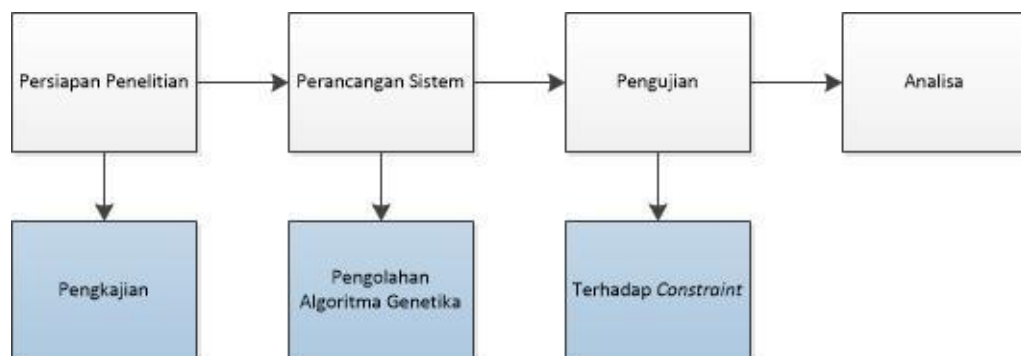 Persiapan Penelitian
Perancangan Sistem
Pengujian
Analisa
Pengkajian
Pengolahan
Algoritma Genetika
Terhadap Constraint